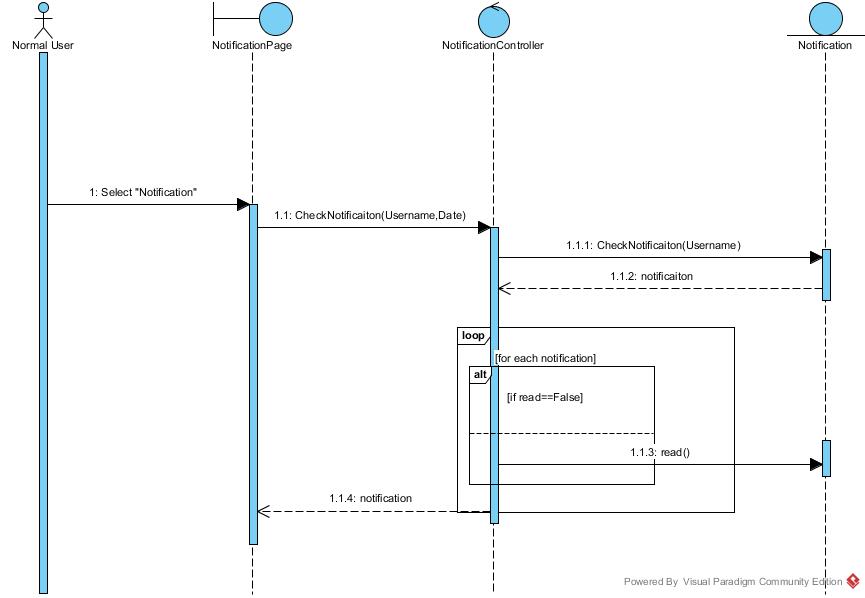 Normal User
NotificationPage
NotificationController
Notification
1: Select "Notification"
1.1: CheckNotificaiton(Username,Date)
1.1.1: CheckNotificaiton(Username)
1.1.2: notificaiton
loop
[for each notification]
alt
[if read==False]
1.1.3: read()
1.1.4: notification
Powered By Visual Paradigm Community Edition